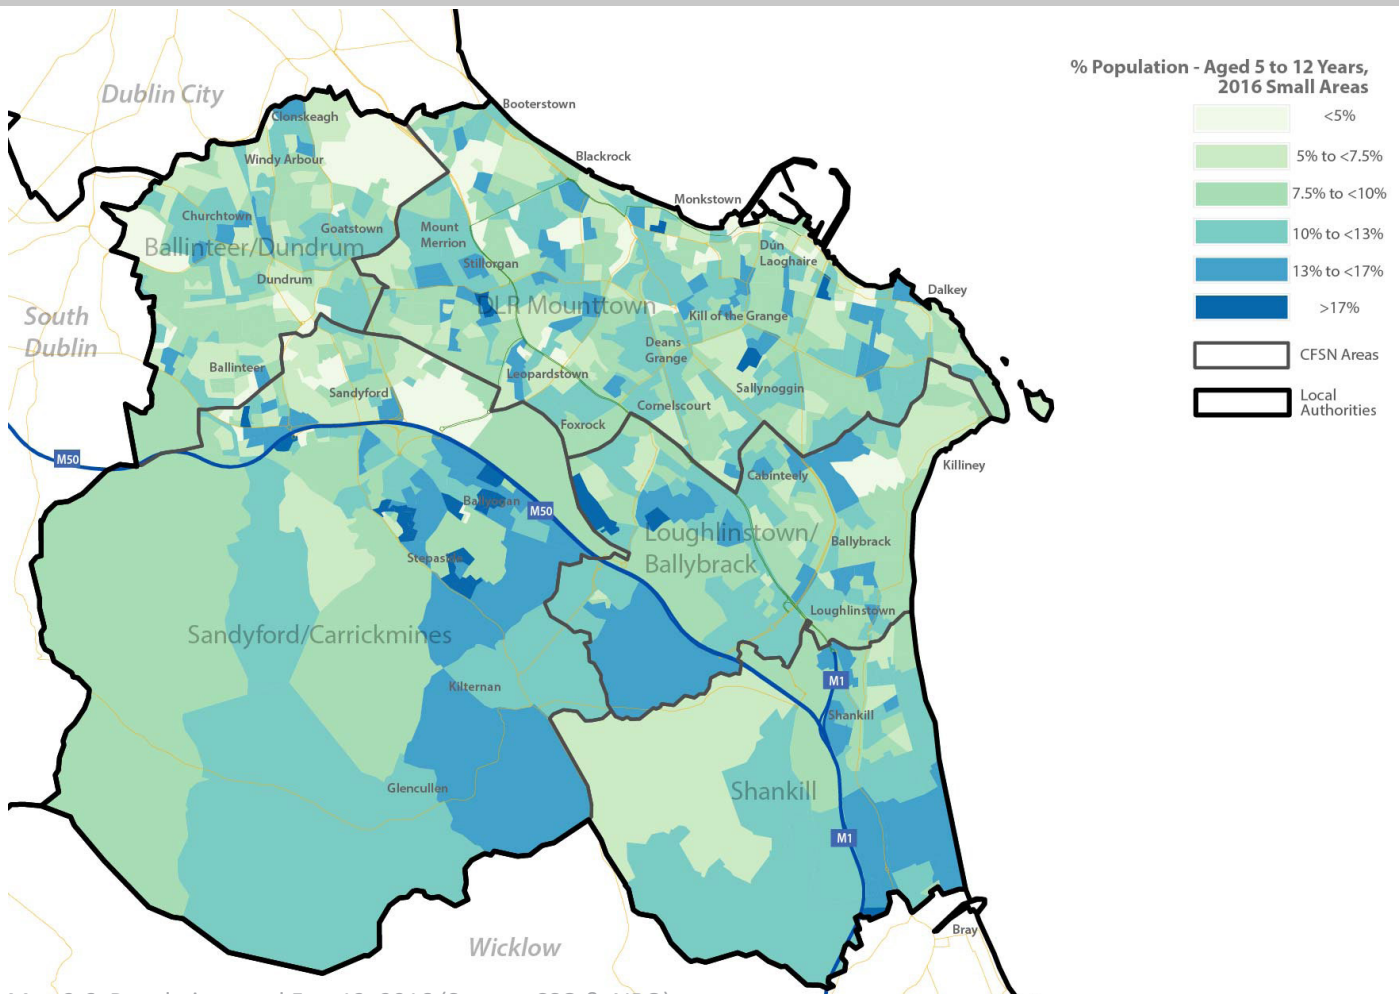 % Population - Aged 5 to 12 Years,
2016 Small Areas
<5%
5% to <7.5%
7.5% to <10%
10% to <13%
13% to <17%
>17%
CFSN Areas
Local
Authorities
Dublin City
Booterstown
Clonskeagh
Windy Arbour
Blackrock
Monkstown
Churchtown
Goatstown
Mount
Merrion
Ballinteer/Dundrum
Dún
Laoghaire
Stillorgan
Dundrum
Dalkey
DLR Mounttown
Kill of the Grange
South
Dublin
Deans
Grange
Ballinteer
Leopardstown
Sandyford
Sallynoggin
Cornelscourt
Foxrock
M50
Killiney
Cabinteely
Ballyogan
M50
Loughlinstown/
Ballybrack
Ballybrack
Stepaside
Loughlinstown
Sandyford/Carrickmines
M1
Kilternan
Shankill
Glencullen
Shankill
M1
Bray
Wicklow